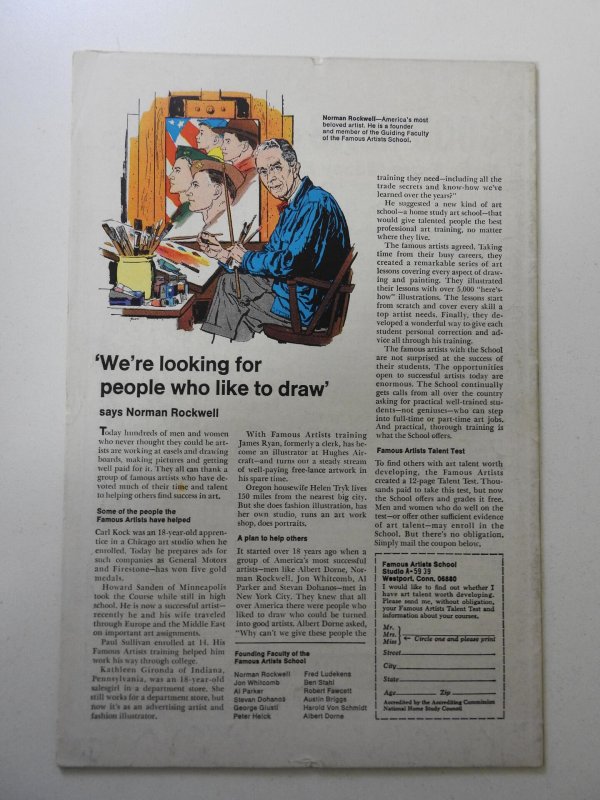 Norman Rockwell—America's most
beloved artist. He is a founder
and member of the Guiding Faculty
of the Famous Artists School.
'We're looking for
people who like to draw'
says Norman Rockwell
Today hundreds of men and women
who never thought they could be art-
ists are working at easels and drawing
boards, making pictures and getting
well paid for it. They all can thank a
group of famous artists who have de-
voted much of their time and talent
to helping others find success in art.
Some of the people the
Famous Artists have helped
Carl Kock was an 18-year-old appren-
tice in a Chicago art studio when he
enrolled. Today he prepares ads for
such companies as General Motors
and Firestone—has won five gold
medals.
Howard Sanden of Minneapolis
took the Course while still in high
school. He is now a successful artist—
recently he and his wife traveled
through Europe and the Middle East
on important art assignments.
Paul Sullivan enrolled at 14. His
Famous Artists training helped him
work his way through college.
Kathleen Gironda of Indiana,
Pennsylvania, was an 18-year-old
salesgirl in a department store. She
still works for a department store, but
now it's as an advertising artist and
fashion illustrator.
With Famous Artists training
James Ryan, formerly a clerk, has be-
come an illustrator at Hughes Air-
craft—and turns out a steady stream
of well-paying free-lance artwork in
his spare time.
Oregon housewife Helen Tryk lives
150 miles from the nearest big city.
But she does fashion illustration, has
her own studio, runs an art work
shop, does portraits.
A plan to help others
It started over 18 years ago when a
group of America's most successful
artists—men like Albert Dorne, Nor-
man Rockwell, Jon Whitcomb, Al
Parker and Stevan Dohanos—met in
New York City. They knew that all
over America there were people who
liked to draw who could be turned
into good artists. Albert Dorne asked,
"Why can't we give these people the
Founding Faculty of the
Famous Artists School
Norman Rockwell
Jon Whitcomb
Al Parker
Stevan Dohanos
George Giusti
Peter Helck
Fred Ludekens
Ben Stahl
Robert Fawcett
Austin Briggs
Harold Von Schmidt
Albert Dorne
training they need—including all the
trade secrets and know-how we've
learned over the years?"
He suggested a new kind of art
school—a home study art school—that
would give talented people the best
professional art training, no matter
where they live.
The famous artists agreed. Taking
time from their busy careers, they
created a remarkable series of art
lessons covering every aspect of draw-
ing and painting. They illustrated
their lessons with over 5,000 "here's-
how" illustrations. The lessons start
from scratch and cover every skill a
top artist needs. Finally, they de-
veloped a wonderful way to give each
student personal correction and ad-
vice all through his training.
The famous artists with the School
are not surprised at the success of
their students. The opportunities
open to successful artists today are
enormous. The School continually
gets calls from all over the country
asking for practical well-trained stu-
dents—not geniuses—who can step
into full-time or part-time art jobs.
And practical, thorough training is
what the School offers.
Famous Artists Talent Test
To find others with art talent worth
developing, the Famous Artists
created a 12-page Talent Test. Thou-
sands paid to take this test, but now
the School offers and grades it free.
Men and women who do well on the
test—or offer other sufficient evidence
of art talent—may enroll in the
School. But there's no obligation.
Simply mail the coupon below.
Famous Artists School
Studio A-5939
Westport, Conn. 06880
I would like to find out whether I
have art talent worth developing.
Please send me, without obligation,
your Famous Artists Talent Test and
information about your courses.
Mr.
Mrs.
Miss
Circle one and please print
Street
City
State
Age Zip
Accredited by the Accrediting Commission
National Home Study Council